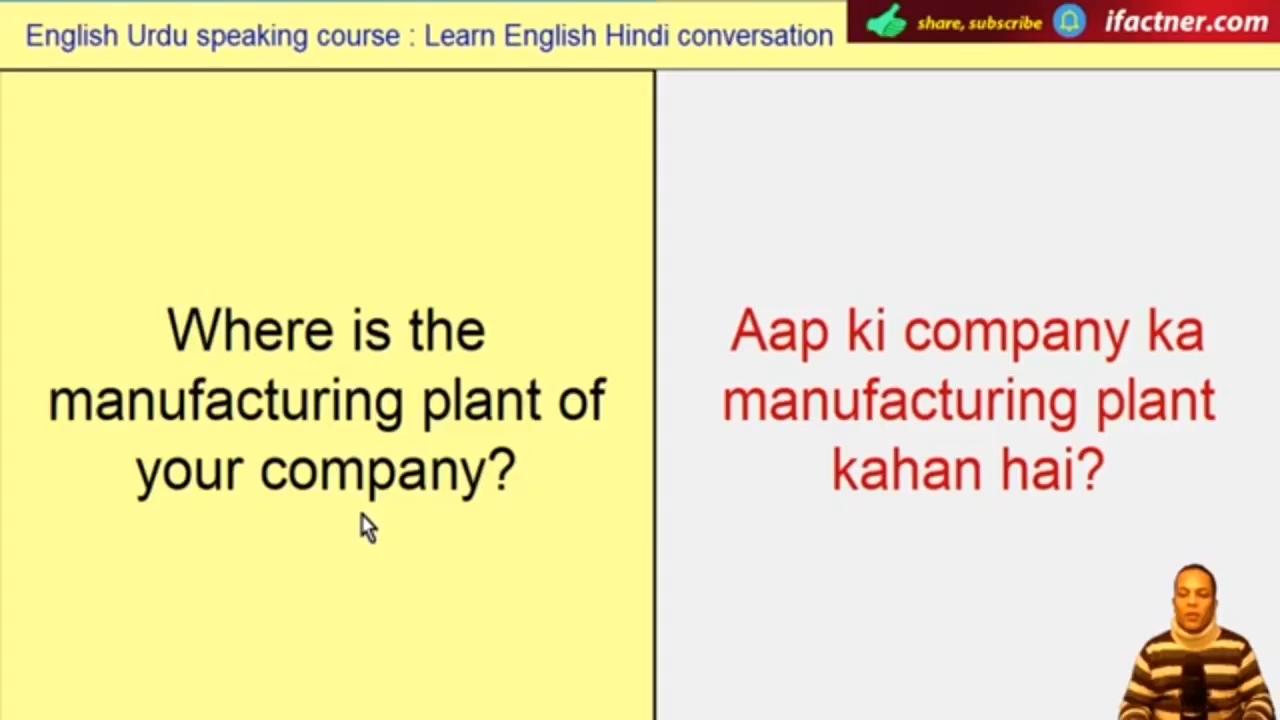 English Urdu speaking course : Learn English Hindi conversation
share, subscribe
ifactner.com
Where is the
manufacturing plant of
your company?
Aap ki company ka
manufacturing plant
kahan hai?